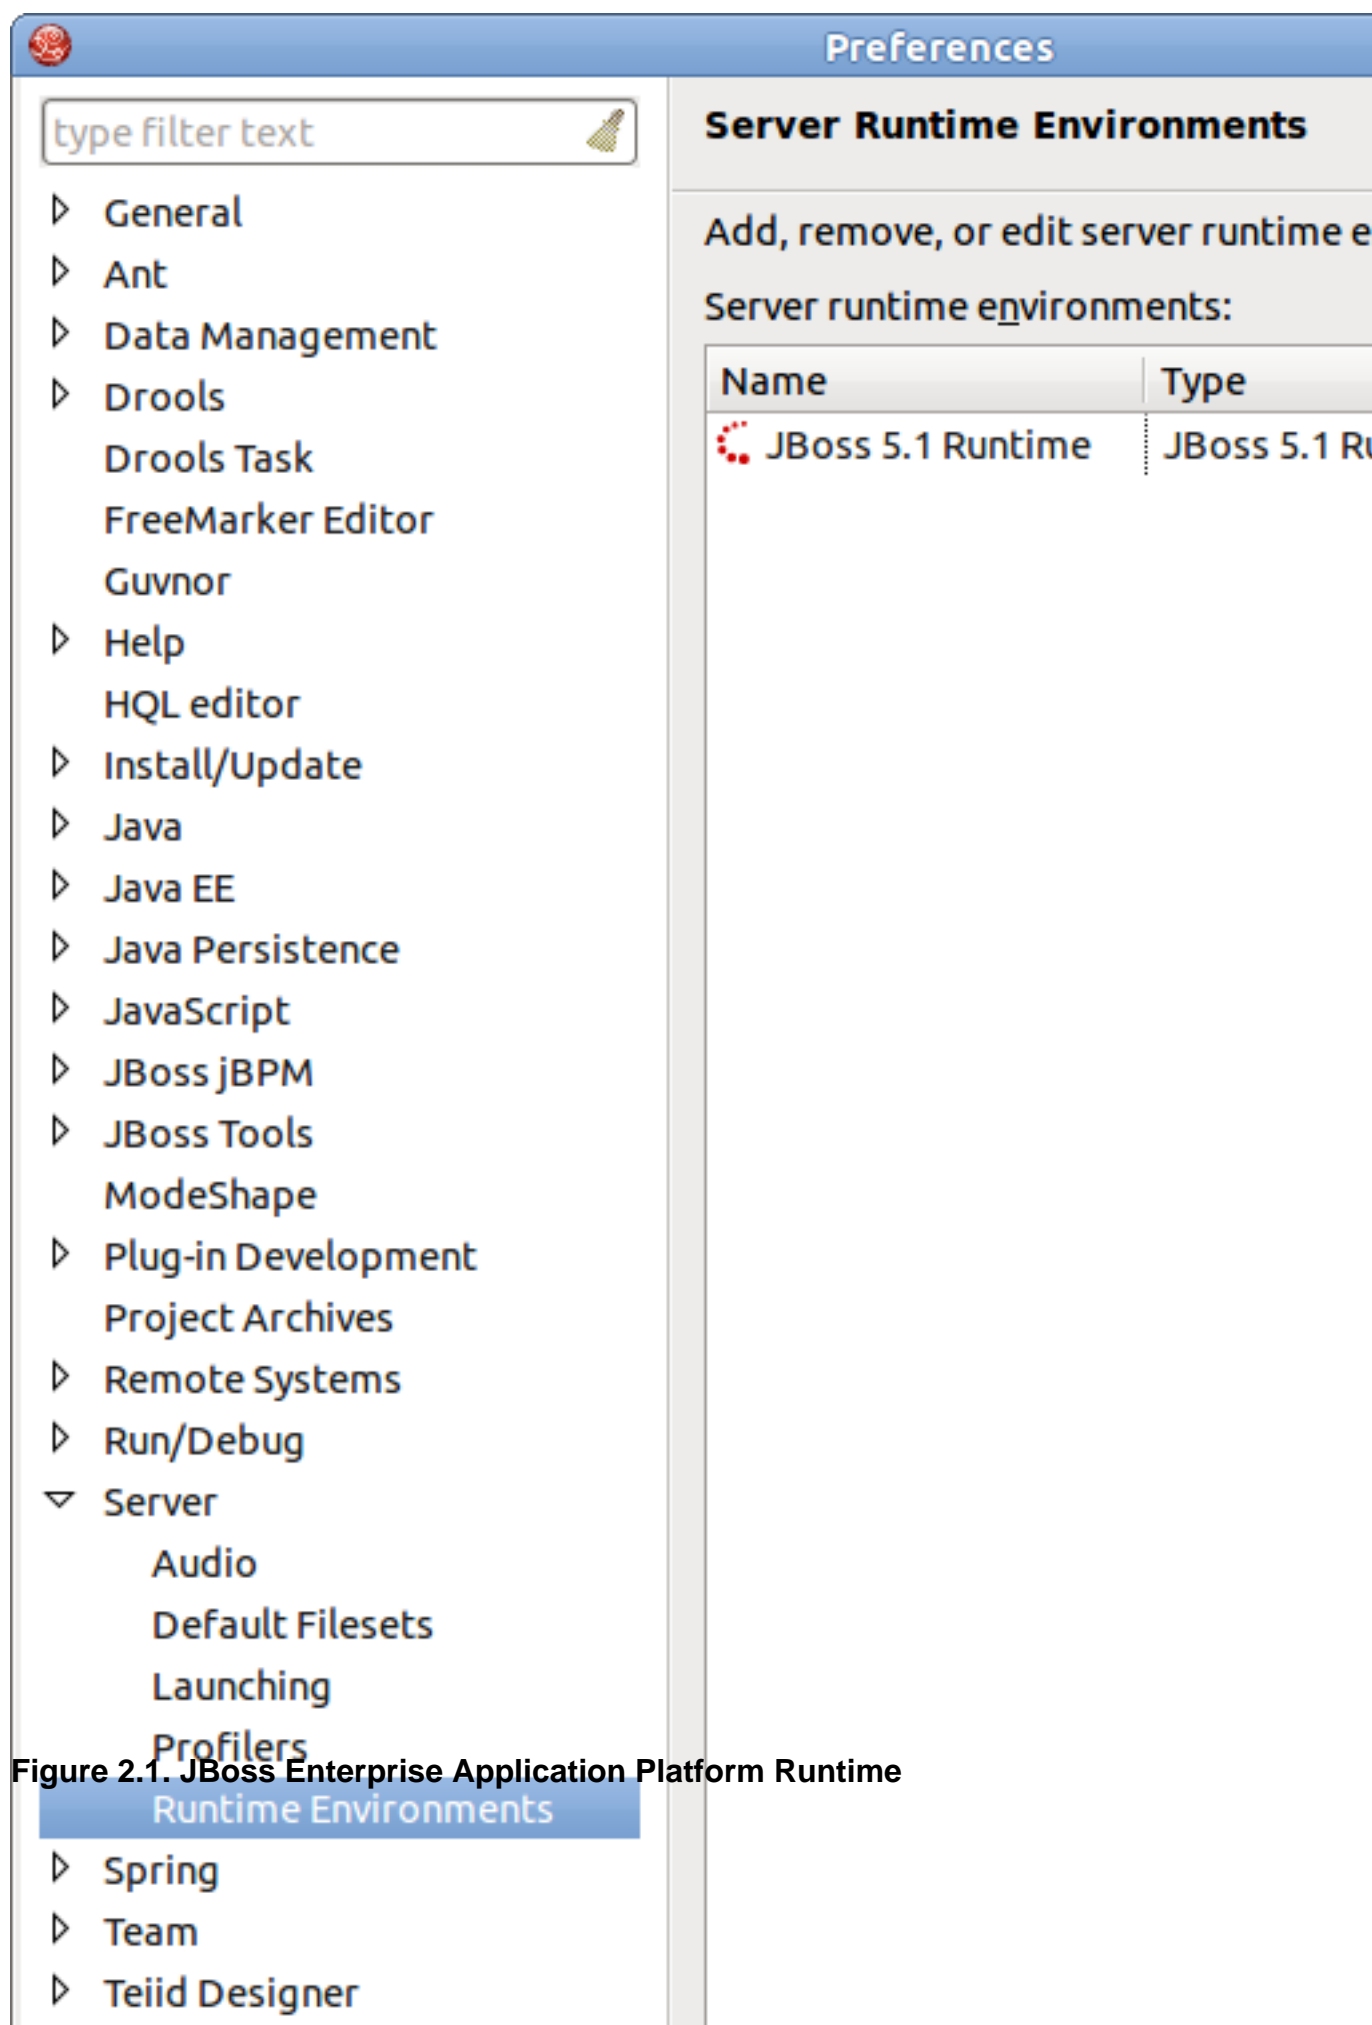 Preferences
type filter text
General
Ant
Data Management
Drools
Drools Task
FreeMarker Editor
Guvnor
Help
HQL editor
Install/Update
Java
Java EE
Java Persistence
JavaScript
JBoss jBPM
JBoss Tools
ModeShape
Plug-in Development
Project Archives
Remote Systems
Run/Debug
Server
Audio
Default Filesets
Launching
Profilers
Runtime Environments
Spring
Team
Teiid Designer
Server Runtime Environments
Add, remove, or edit server runtime e
Server runtime environments:
Name Type
JBoss 5.1 Runtime JBoss 5.1 Ru
Figure 2.1. JBoss Enterprise Application Platform Runtime